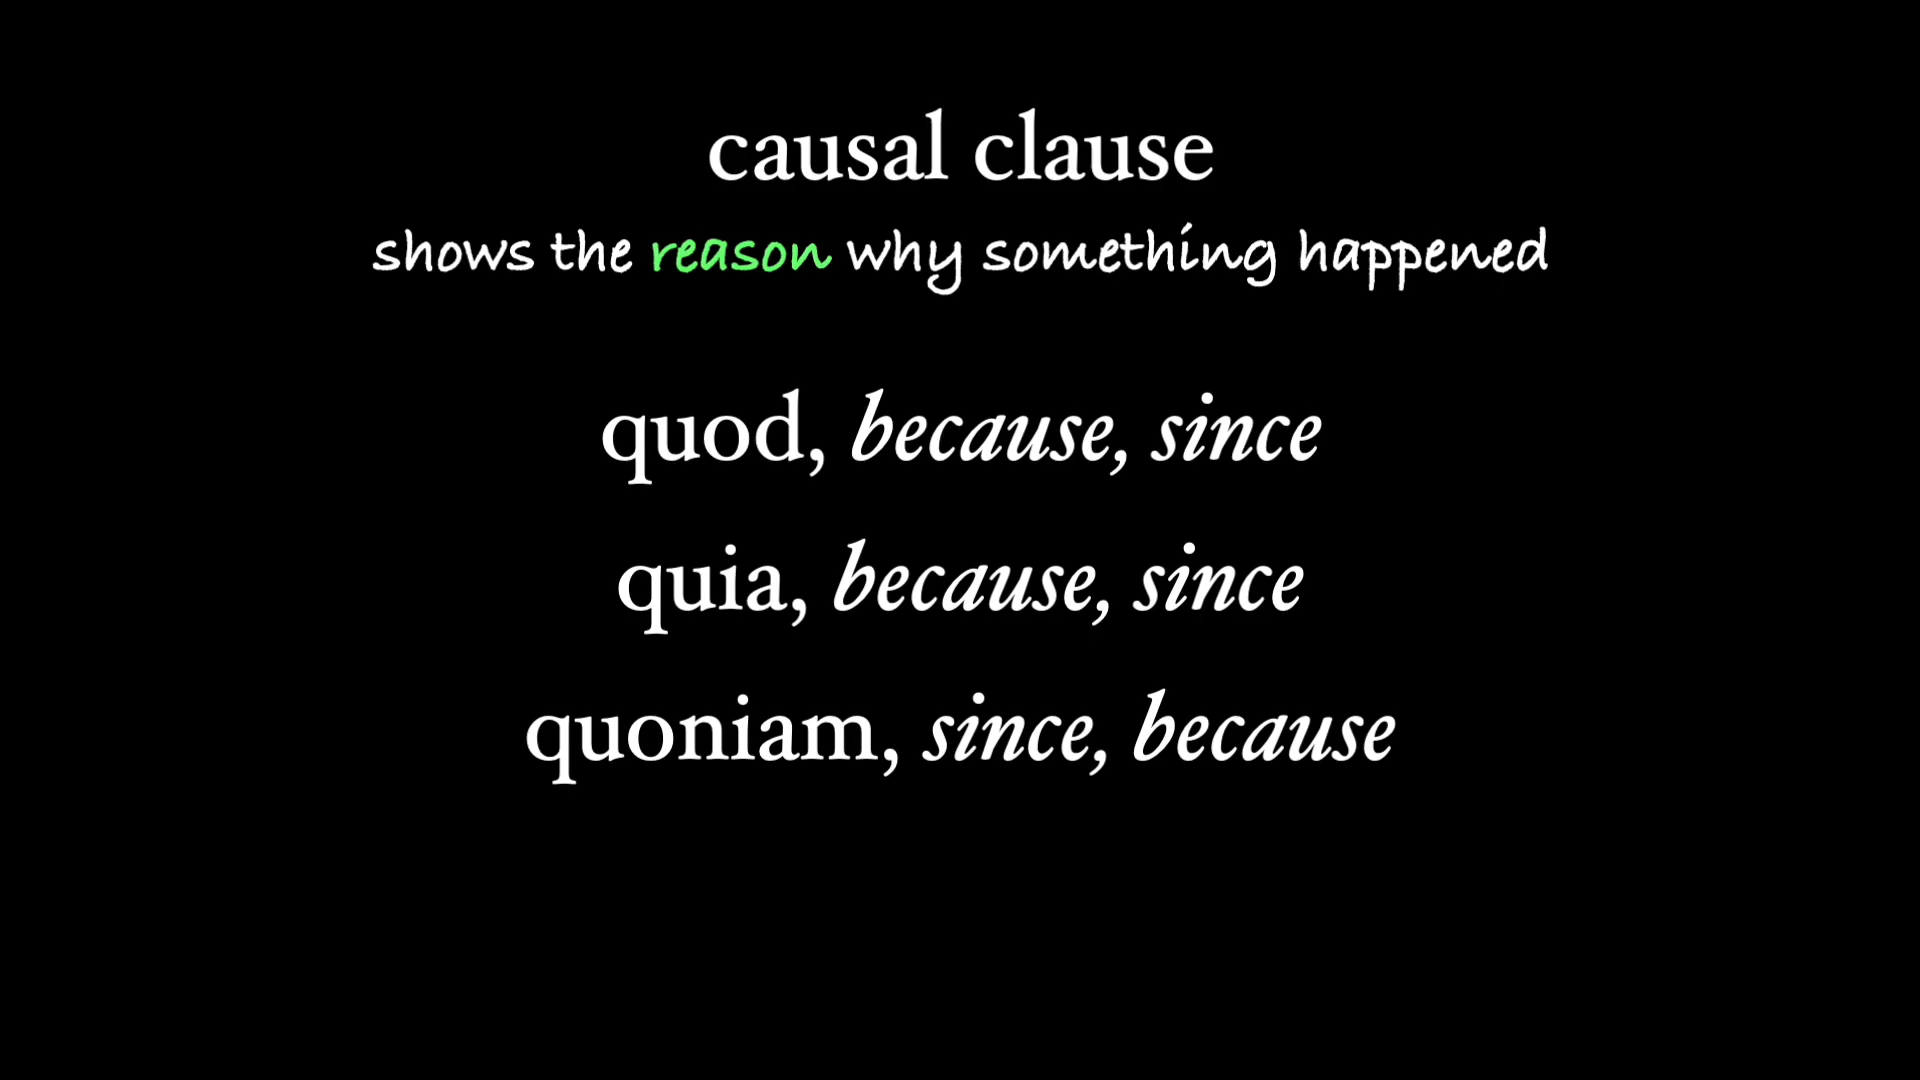 causal clause
shows the reason why something happened
quod, because, since
quia, because, since
quoniam, since, because